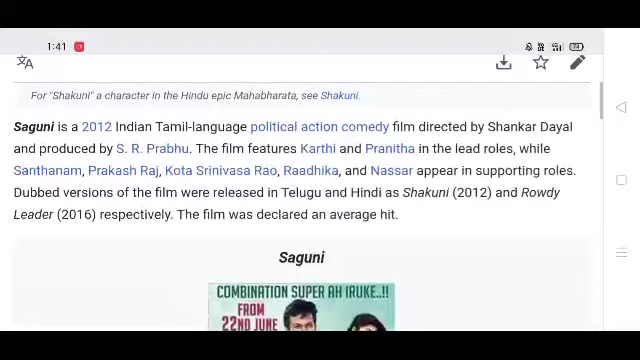 1:41
For "Shakuni" a character in the Hindu epic Mahabharata, see Shakuni.
Saguni is a 2012 Indian Tamil-language political action comedy film directed by Shankar Dayal
and produced by S. R. Prabhu. The film features Karthi and Pranitha in the lead roles, while
Santhanam, Prakash Raj, Kota Srinivasa Rao, Raadhika, and Nassar appear in supporting roles.
Dubbed versions of the film were released in Telugu and Hindi as Shakuni (2012) and Rowdy
Leader (2016) respectively. The film was declared an average hit.
Saguni
COMBINATION SUPER AH IRUKE..!!
FROM
22ND JUNE